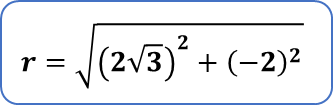 r = √((2√3)² + (−2)²)